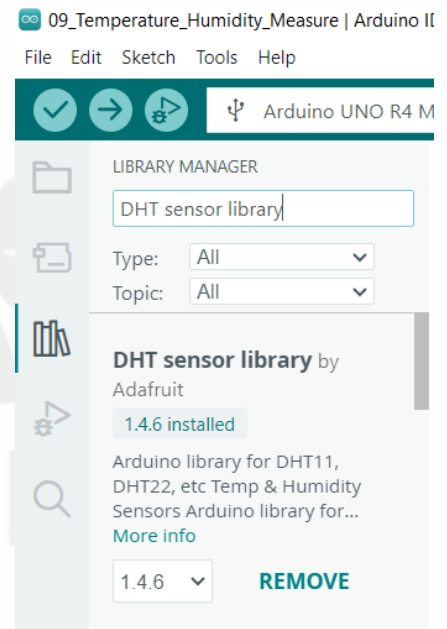 09_Temperature_Humidity_Measure | Arduino ID
File Edit Sketch Tools Help
Arduino UNO R4 M
LIBRARY MANAGER
DHT sensor library
Type: All
Topic: All
DHT sensor library by
Adafruit
1.4.6 installed
Arduino library for DHT11,
DHT22, etc Temp & Humidity
Sensors Arduino library for...
More info
1.4.6 REMOVE